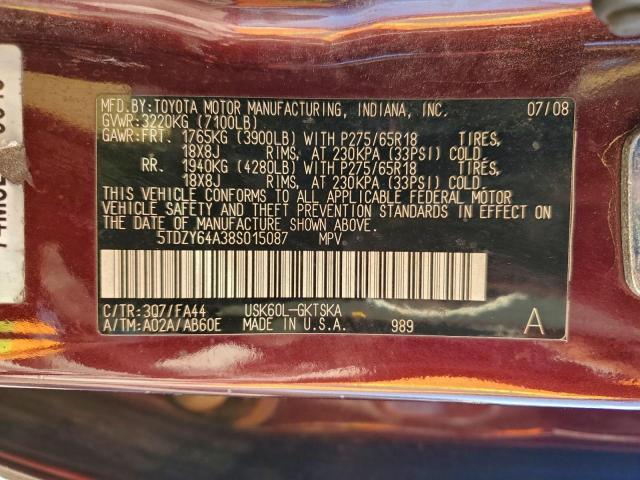 MFD.BY:TOYOTA MOTOR MANUFACTURING, INDIANA, INC. 07/08
GVWR:3220KG (7100LB)
GAWR:FRT. 1765KG (3900LB) WITH P275/65R18 TIRES,
18X8J RIMS, AT 230KPA (33PSI) COLD.
RR. 1940KG (4280LB) WITH P275/65R18 TIRES,
18X8J RIMS, AT 230KPA (33PSI) COLD.
THIS VEHICLE CONFORMS TO ALL APPLICABLE FEDERAL MOTOR
VEHICLE SAFETY AND THEFT PREVENTION STANDARDS IN EFFECT ON
THE DATE OF MANUFACTURE SHOWN ABOVE.
5TDZY64A38S015087 MPV
C/TR:3Q7/FA44 USK60L-GKTSKA
A/TM:A02A/AB60E MADE IN U.S.A. 989 A